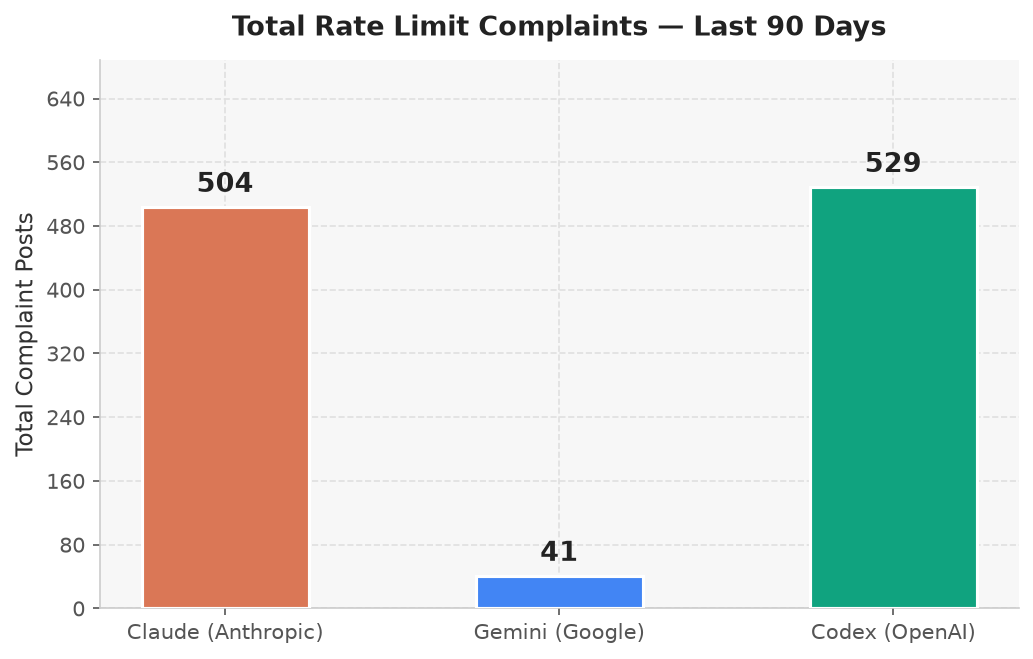 Total Rate Limit Complaints — Last 90 Days
Total Complaint Posts
640
560
480
400
320
240
160
80
0
504
41
529
Claude (Anthropic)
Gemini (Google)
Codex (OpenAI)